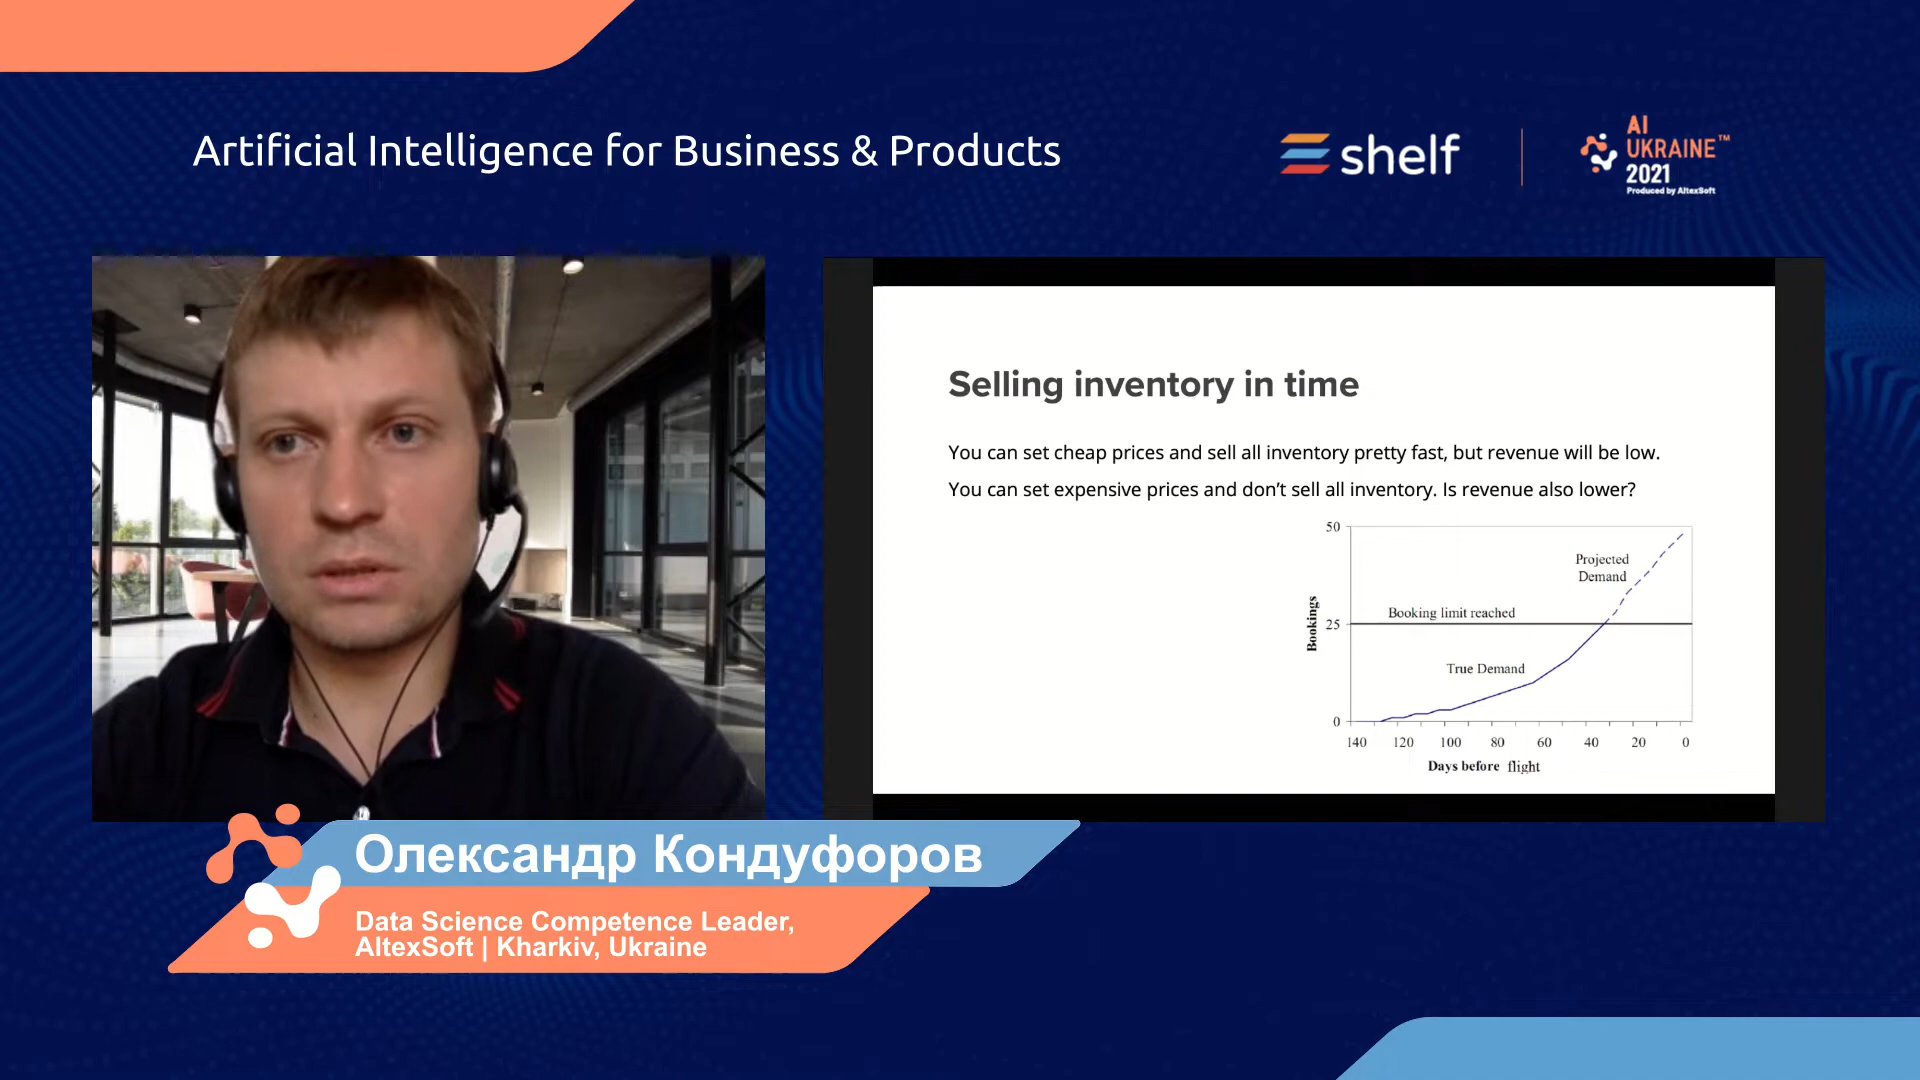 Artificial Intelligence for Business & Products
shelf
AI
UKRAINE™
2021
Produced by AltexSoft
Selling inventory in time
You can set cheap prices and sell all inventory pretty fast, but revenue will be low.
You can set expensive prices and don’t sell all inventory. Is revenue also lower?
50
Projected
Demand
Booking limit reached
25
Bookings
True Demand
0
140 120 100 80 60 40 20 0
Days before flight
Олександр Кондуфоров
Data Science Competence Leader,
AltexSoft | Kharkiv, Ukraine